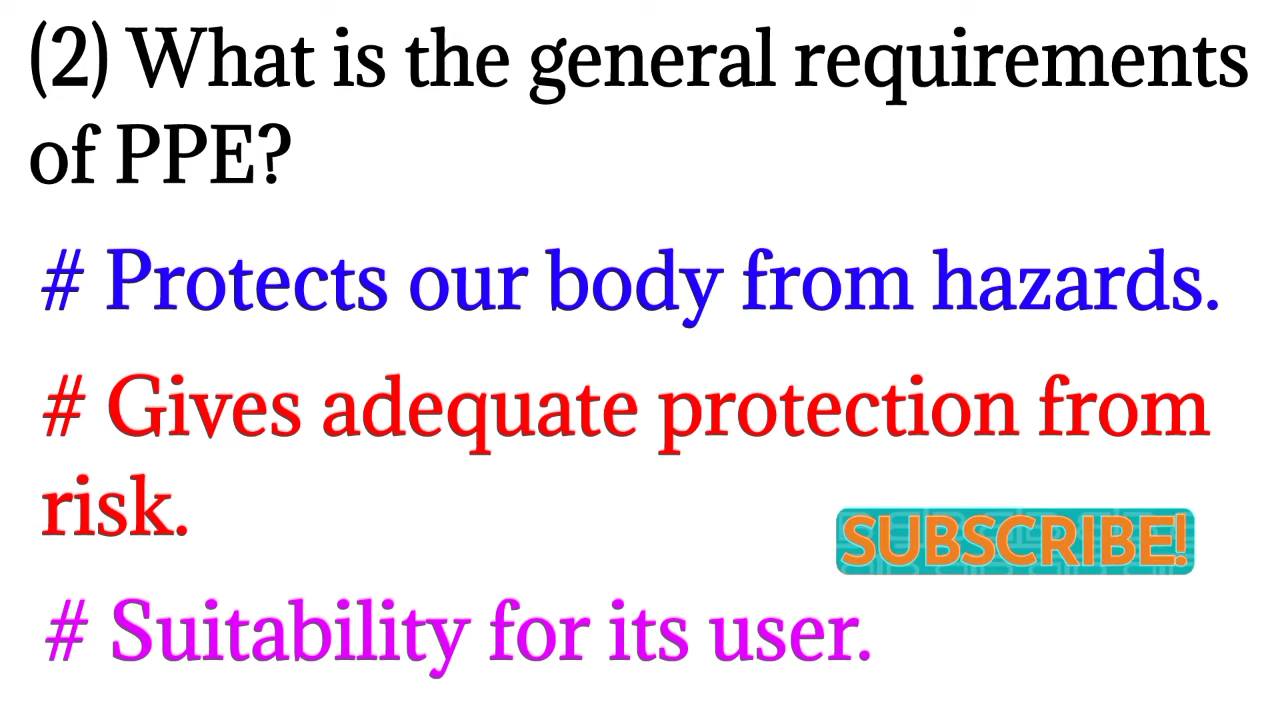 (2) What is the general requirements
of PPE?
# Protects our body from hazards.
# Gives adequate protection from
risk.
SUBSCRIBE!
# Suitability for its user.